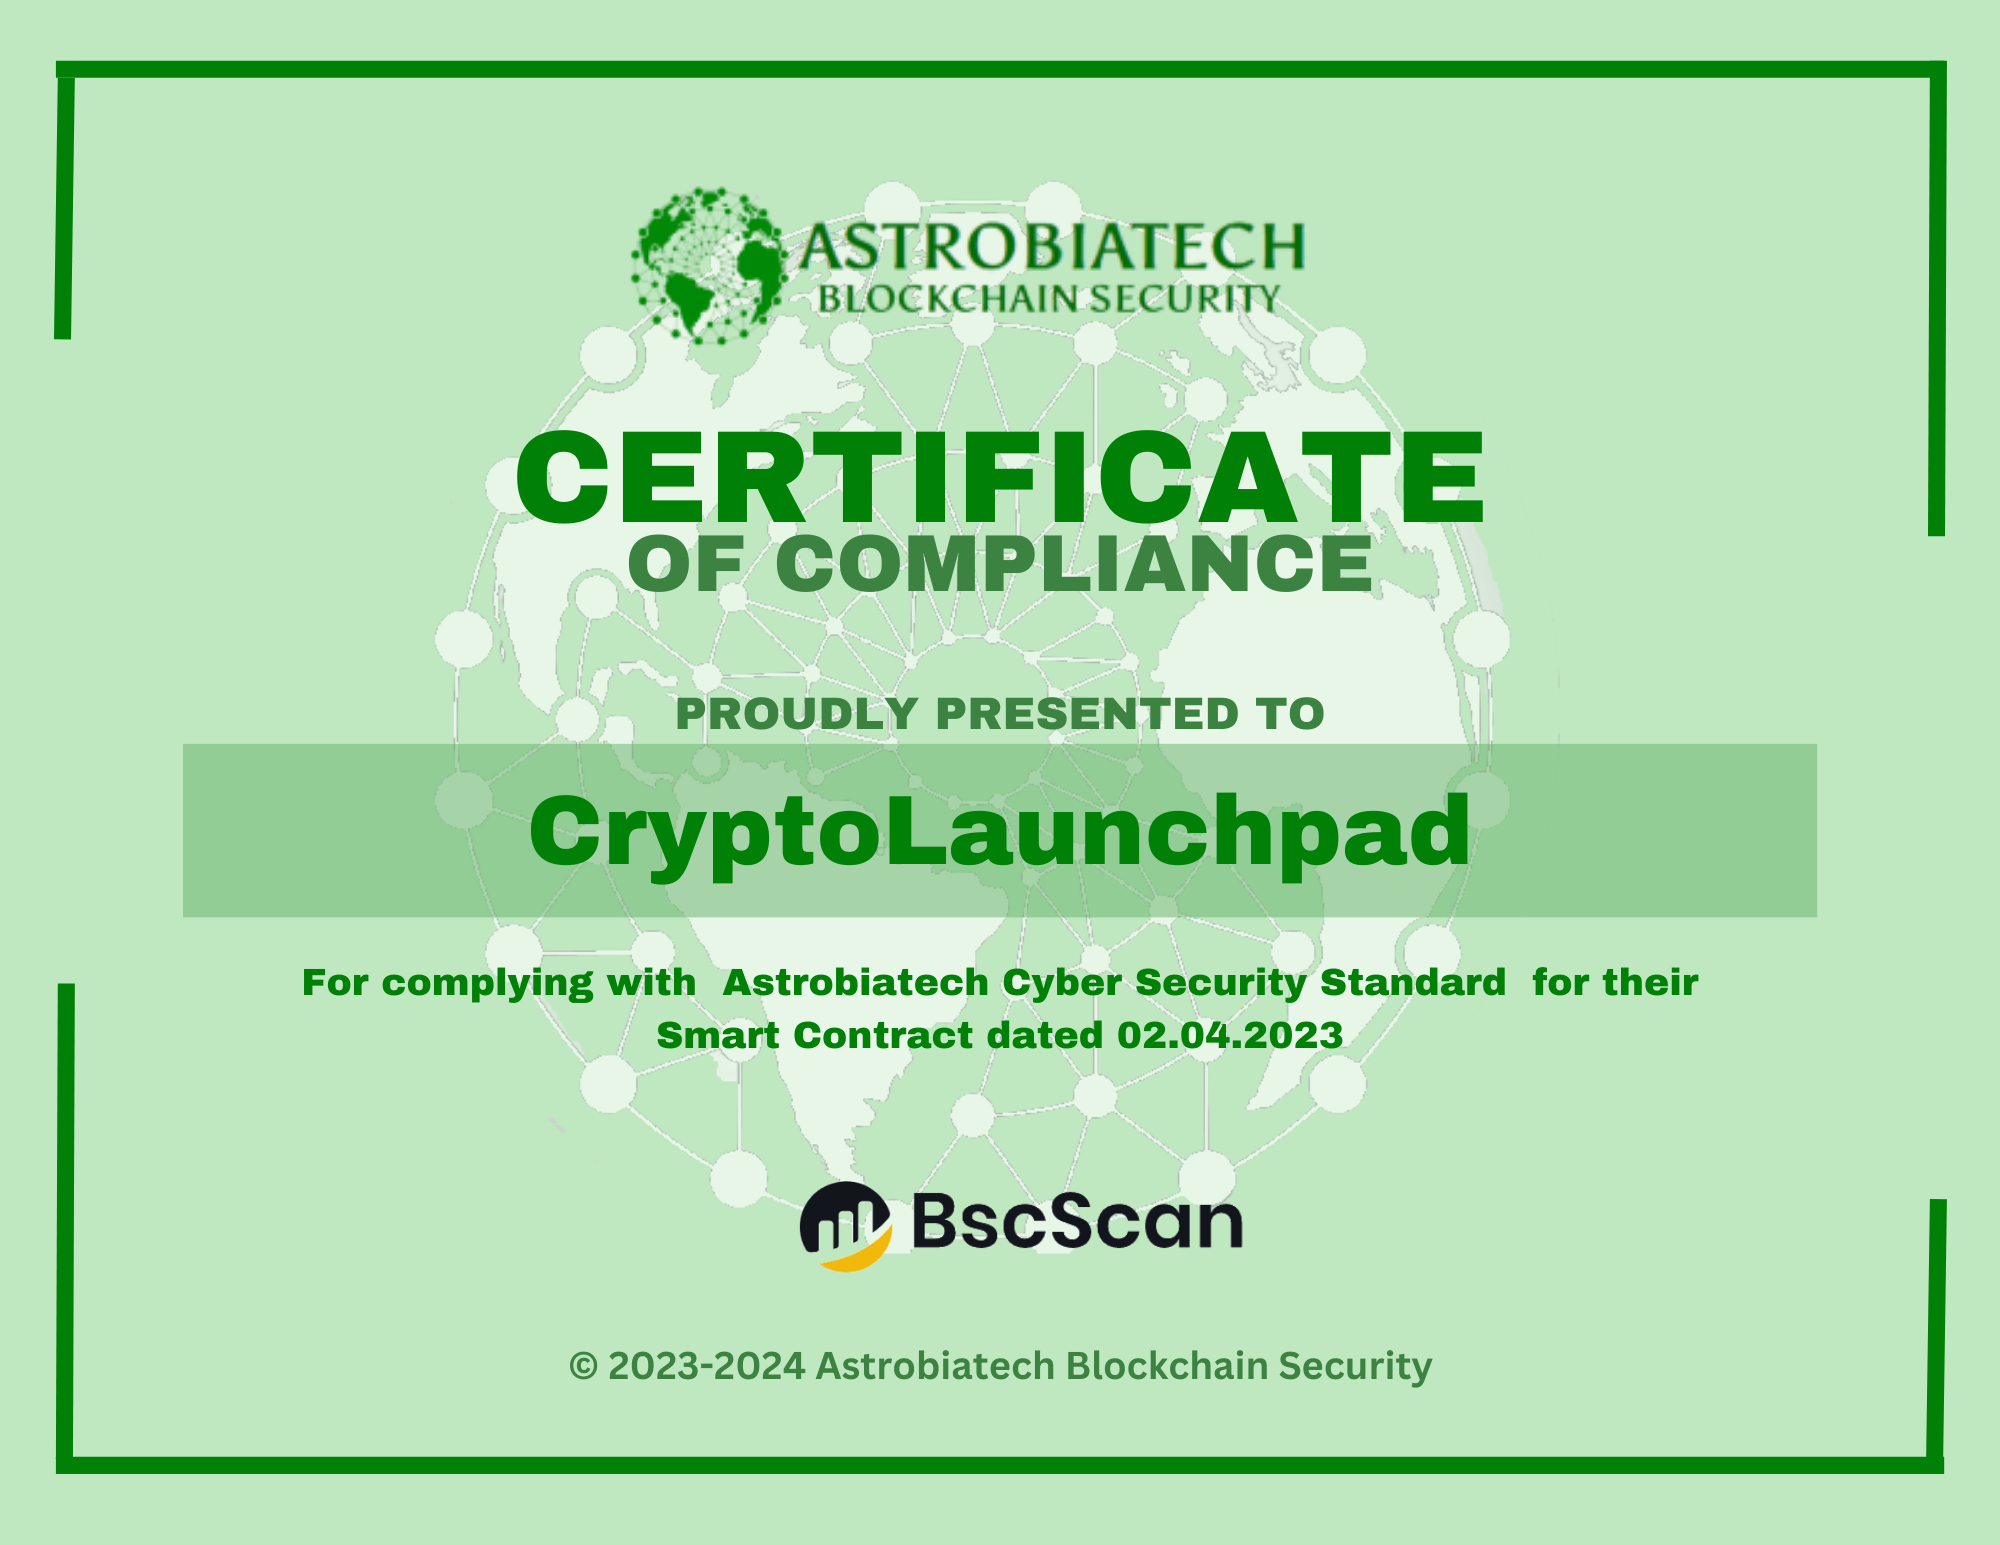 ASTROBIATECH
BLOCKCHAIN SECURITY
CERTIFICATE
OF COMPLIANCE
PROUDLY PRESENTED TO
CryptoLaunchpad
For complying with  Astrobiatech Cyber Security Standard  for their
Smart Contract dated 02.04.2023
BscScan
© 2023-2024 Astrobiatech Blockchain Security